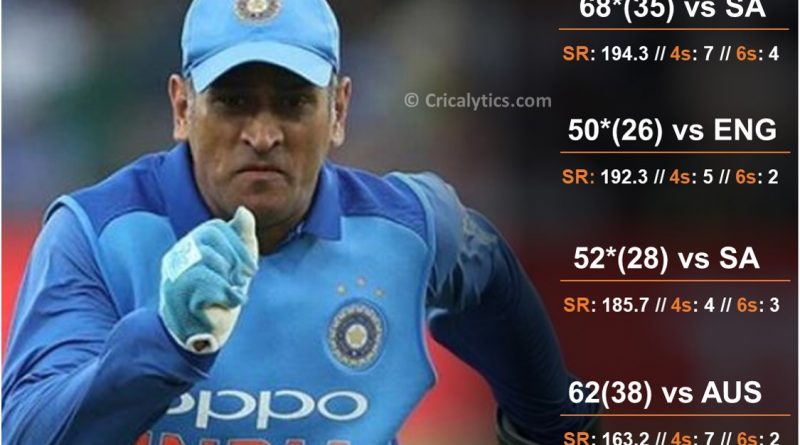 68*(35) vs SA
SR: 194.3 // 4s: 7 // 6s: 4
© Cricalytics.com
50*(26) vs ENG
SR: 192.3 // 4s: 5 // 6s: 2
52*(28) vs SA
SR: 185.7 // 4s: 4 // 6s: 3
62(38) vs AUS
SR: 163.2 // 4s: 7 // 6s: 2
oppo
INDIA